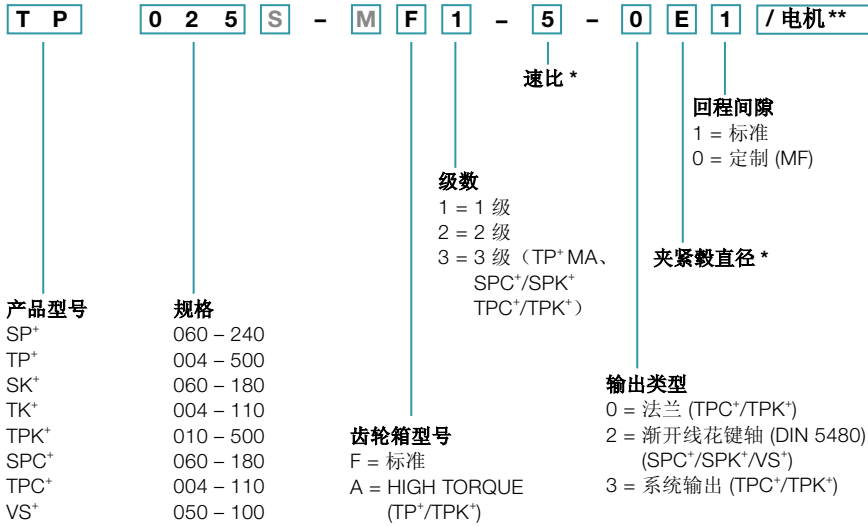 T P 0 2 5 S – M F 1 – 5 – 0 E 1 / 电机**
速比 *
回程间隙
1 = 标准
0 = 定制 (MF)
级数
1 = 1 级
2 = 2 级
3 = 3 级（TP⁺ MA、
SPC⁺/SPK⁺
TPC⁺/TPK⁺）
夹紧毂直径 *
产品型号
SP⁺
TP⁺
SK⁺
TK⁺
TPK⁺
SPC⁺
TPC⁺
VS⁺
规格
060 – 240
004 – 500
060 – 180
004 – 110
010 – 500
060 – 180
004 – 110
050 – 100
齿轮箱型号
F = 标准
A = HIGH TORQUE
(TP⁺/TPK⁺)
输出类型
0 = 法兰 (TPC⁺/TPK⁺)
2 = 渐开线花键轴 (DIN 5480)
(SPC⁺/SPK⁺/VS⁺)
3 = 系统输出 (TPC⁺/TPK⁺)